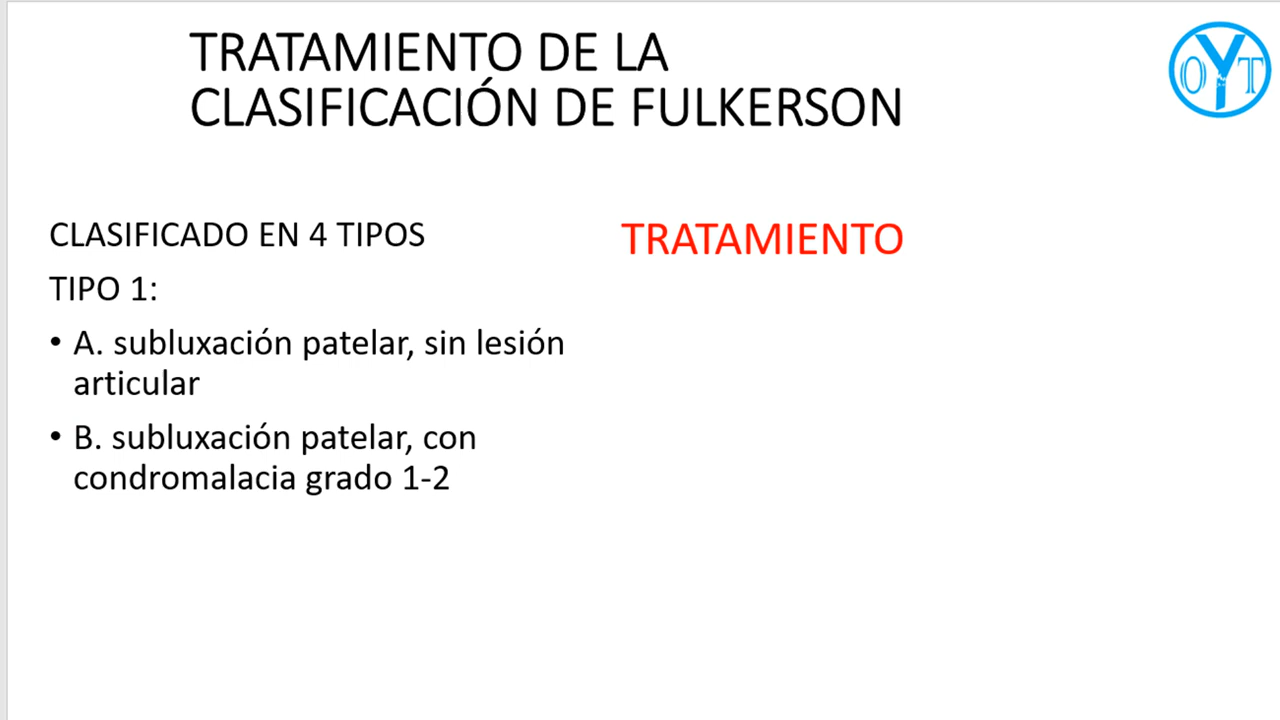 TRATAMIENTO DE LA
CLASIFICACIÓN DE FULKERSON
OYT
CLASIFICADO EN 4 TIPOS
TRATAMIENTO
TIPO 1:
• A. subluxación patelar, sin lesión
articular
• B. subluxación patelar, con
condromalacia grado 1-2